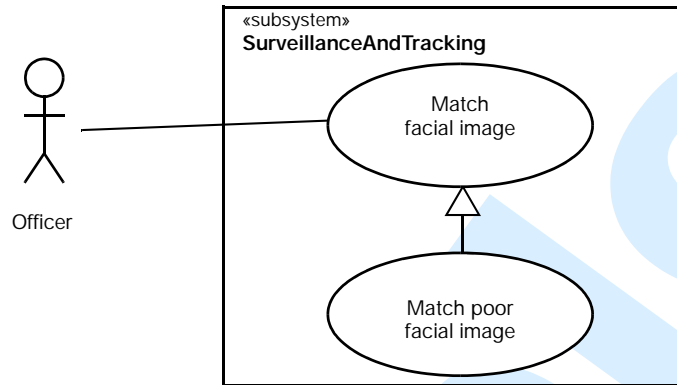 «subsystem»
SurveillanceAndTracking
Match
facial image
Officer
Match poor
facial image